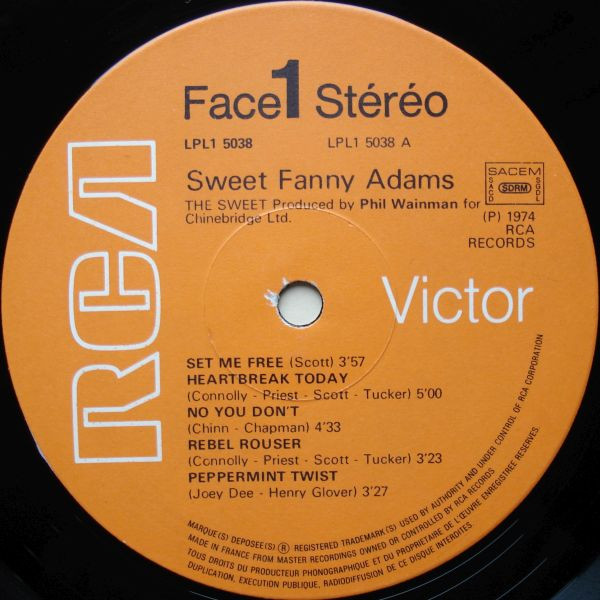 Face 1 Stéréo
LPL1 5038 LPL1 5038 A
Sweet Fanny Adams
THE SWEET Produced by Phil Wainman for
Chinebridge Ltd.
SACEM
SACD SDRM SGDL
(P) 1974
RCA
RECORDS
RCA
Victor
SET ME FREE (Scott) 3'57
HEARTBREAK TODAY
(Connolly - Priest - Scott - Tucker) 5'00
NO YOU DON'T
(Chinn - Chapman) 4'33
REBEL ROUSER
(Connolly - Priest - Scott - Tucker) 3'23
PEPPERMINT TWIST
(Joey Dee - Henry Glover) 3'27
MARQUE(S) DEPOSEE(S) ® REGISTERED TRADEMARK(S) USED BY AUTHORITY AND UNDER CONTROL OF RCA CORPORATION
MADE IN FRANCE FROM MASTER RECORDINGS OWNED OR CONTROLLED BY RCA RECORDS
TOUS DROITS DU PRODUCTEUR PHONOGRAPHIQUE ET DU PROPRIETAIRE DE L'ŒUVRE ENREGISTREE RESERVES.
DUPLICATION, EXECUTION PUBLIQUE, RADIODIFFUSION DE CE DISQUE INTERDITES.